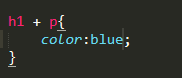 h1 + p{
    color:blue;
}